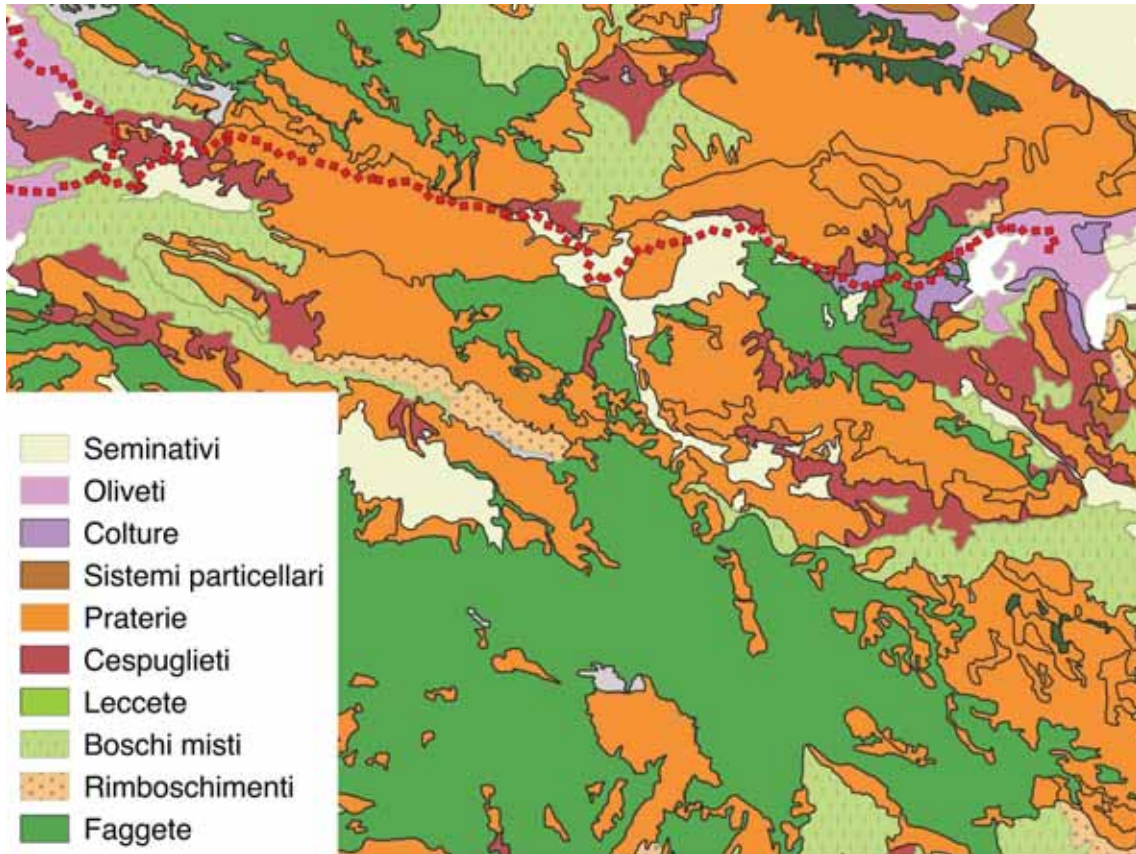 Seminativi
Oliveti
Colture
Sistemi particellari
Praterie
Cespuglieti
Leccete
Boschi misti
Rimboschimenti
Faggete